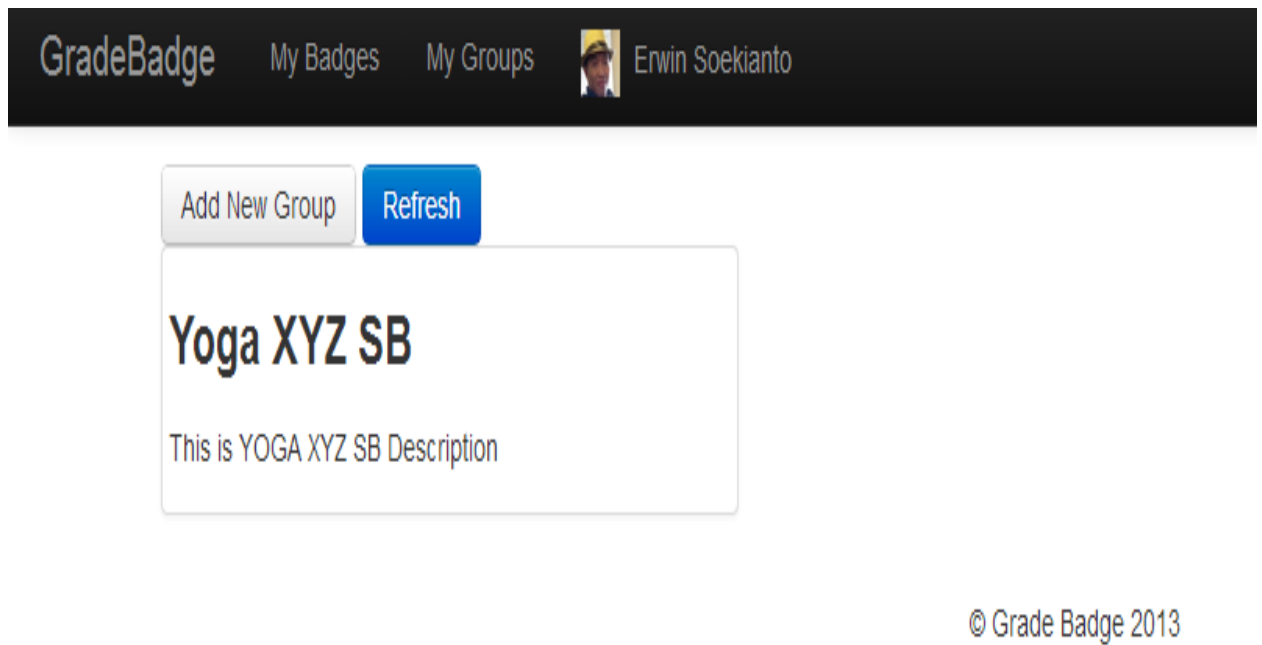 GradeBadge My Badges My Groups Erwin Soekianto
Add New Group Refresh
Yoga XYZ SB
This is YOGA XYZ SB Description
© Grade Badge 2013